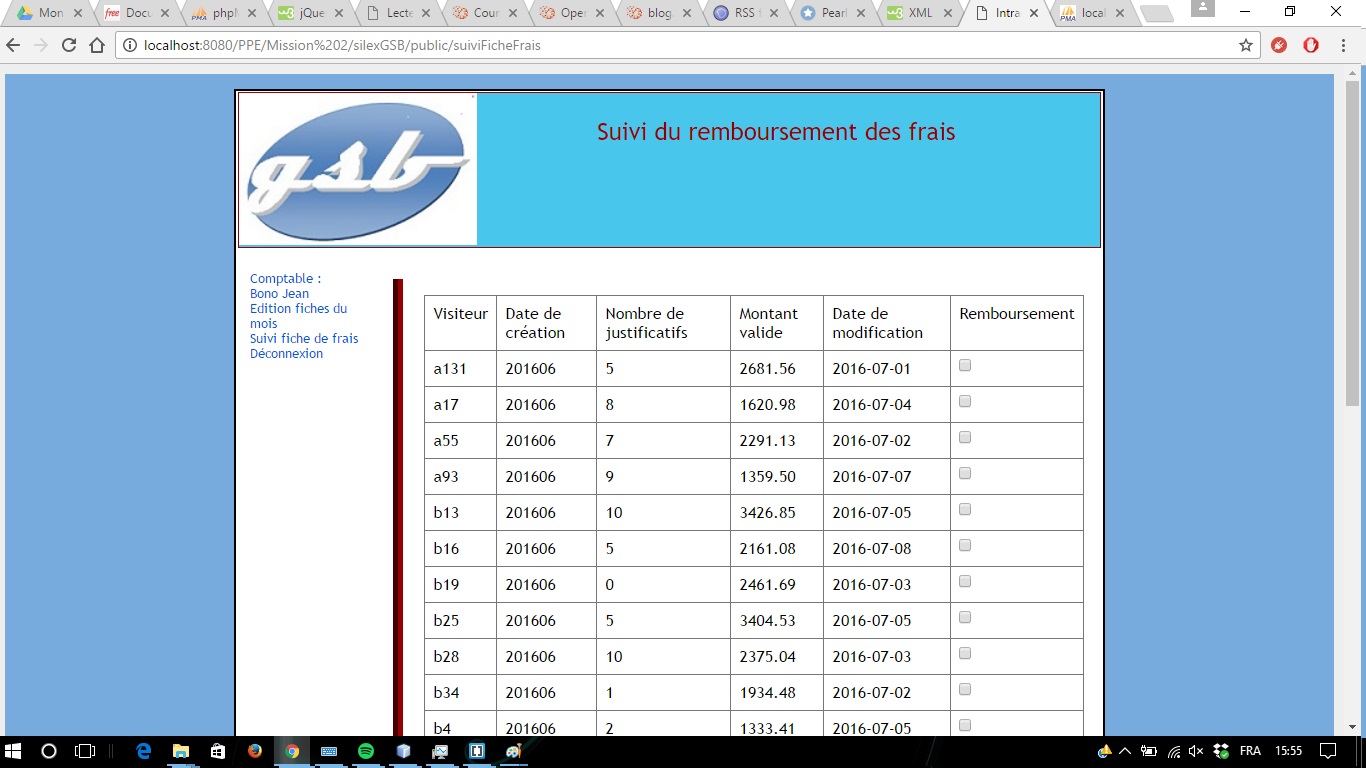 Mon
free Docu
PMA phpM
w3 jQue
Lecte
Cour
Oper
blog.
RSS f
Pearl
w3 XML
Intra
PMA local
localhost:8080/PPE/Mission%202/silexGSB/public/suiviFicheFrais
gsb
Suivi du remboursement des frais
Comptable :
Bono Jean
Edition fiches du
mois
Suivi fiche de frais
Déconnexion
Visiteur Date de création Nombre de justificatifs Montant valide Date de modification Remboursement
a131 201606 5 2681.56 2016-07-01
a17 201606 8 1620.98 2016-07-04
a55 201606 7 2291.13 2016-07-02
a93 201606 9 1359.50 2016-07-07
b13 201606 10 3426.85 2016-07-05
b16 201606 5 2161.08 2016-07-08
b19 201606 0 2461.69 2016-07-03
b25 201606 5 3404.53 2016-07-05
b28 201606 10 2375.04 2016-07-03
b34 201606 1 1934.48 2016-07-02
b4 201606 2 1333.41 2016-07-05
FRA 15:55